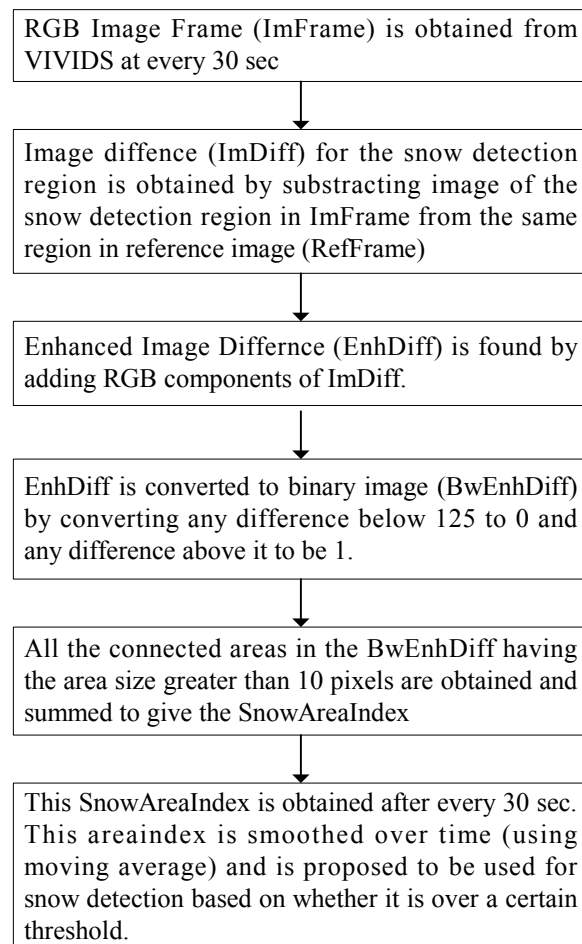 RGB Image Frame (ImFrame) is obtained from
VIVIDS at every 30 sec
Image diffence (ImDiff) for the snow detection
region is obtained by substracting image of the
snow detection region in ImFrame from the same
region in reference image (RefFrame)
Enhanced Image Differnce (EnhDiff) is found by
adding RGB components of ImDiff.
EnhDiff is converted to binary image (BwEnhDiff)
by converting any difference below 125 to 0 and
any difference above it to be 1.
All the connected areas in the BwEnhDiff having
the area size greater than 10 pixels are obtained and
summed to give the SnowAreaIndex
This SnowAreaIndex is obtained after every 30 sec.
This areaindex is smoothed over time (using
moving average) and is proposed to be used for
snow detection based on whether it is over a certain
threshold.